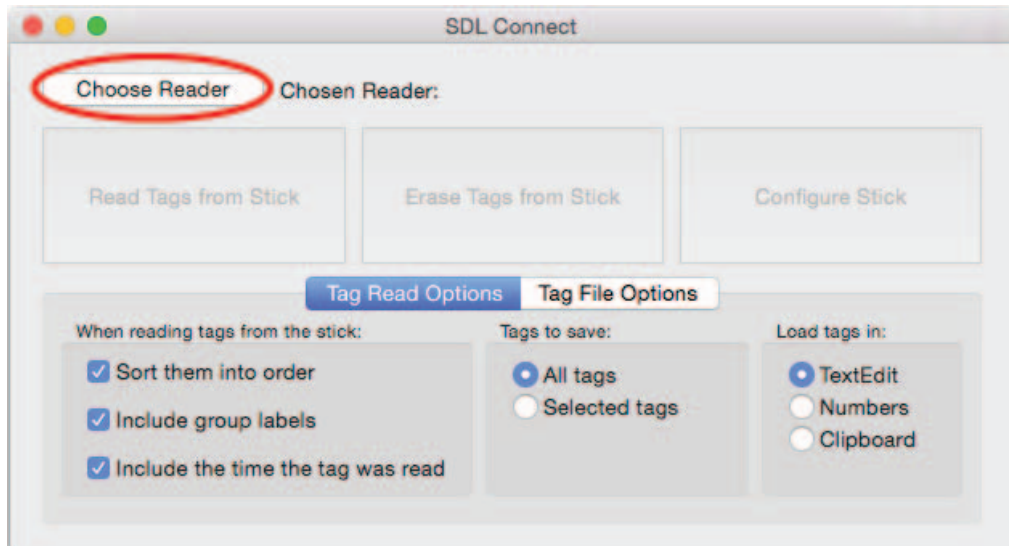 SDL Connect
Choose Reader
Chosen Reader:
Read Tags from Stick
Erase Tags from Stick
Configure Stick
Tag Read Options
Tag File Options
When reading tags from the stick:
Tags to save:
Load tags in:
Sort them into order
Include group labels
Include the time the tag was read
All tags
Selected tags
TextEdit
Numbers
Clipboard